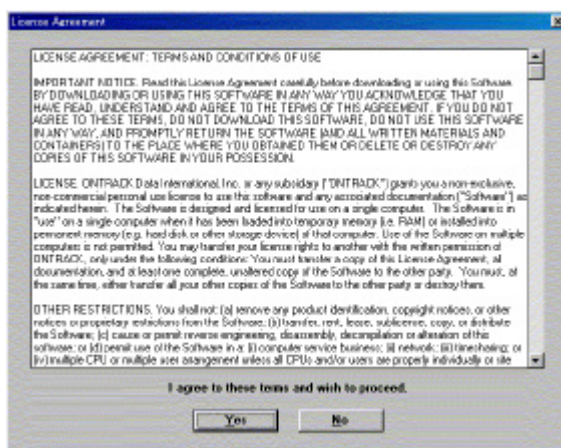 License Agreement
LICENSE AGREEMENT: TERMS AND CONDITIONS OF USE
IMPORTANT NOTICE. Read this License Agreement carefully before downloading or using this Software.
BY DOWNLOADING OR USING THIS SOFTWARE IN ANY WAY YOU ACKNOWLEDGE THAT YOU
HAVE READ, UNDERSTAND AND AGREE TO THE TERMS OF THIS AGREEMENT. IF YOU DO NOT
AGREE TO THESE TERMS, DO NOT DOWNLOAD THIS SOFTWARE, DO NOT USE THIS SOFTWARE
IN ANY WAY, AND PROMPTLY RETURN THE SOFTWARE (AND ALL WRITTEN MATERIALS AND
CONTAINERS) TO THE PLACE WHERE YOU OBTAINED THEM OR DELETE OR DESTROY ANY
COPIES OF THIS SOFTWARE IN YOUR POSSESSION.
LICENSE. ONTRACK Data International, Inc. or any subsidiary ("ONTRACK") grants you a non-exclusive,
non-commercial personal use license to use this software and any associated documentation ("Software") as
indicated herein. The Software is designed and licensed for use on a single computer. The Software is in
"use" on a single computer when it has been loaded into temporary memory (i.e. RAM) or installed into
permanent memory (e.g. hard disk or other storage device) of that computer. Use of the Software on multiple
computers is not permitted. You may transfer your license rights to another with the written permission of
ONTRACK, only under the following conditions: You must transfer a copy of this License Agreement, all
documentation, and at least one complete, unaltered copy of the Software to the other party. You must, at
the same time, either transfer all your other copies of the Software to the other party or destroy them.
OTHER RESTRICTIONS. You shall not: (a) remove any product identification, copyright notices, or other
notices or proprietary restrictions from the Software; (b) transfer, rent, lease, sublicense, copy, or distribute
the Software; (c) cause or permit reverse engineering, disassembly, decompilation or alteration of this
software; or (d) permit use of the Software in a: (i) computer service business; (ii) network; (iii) timesharing; or
(iv) multiple CPU or multiple user arrangement unless all CPUs and/or users are properly individually or site
I agree to these terms and wish to proceed.
Yes
No